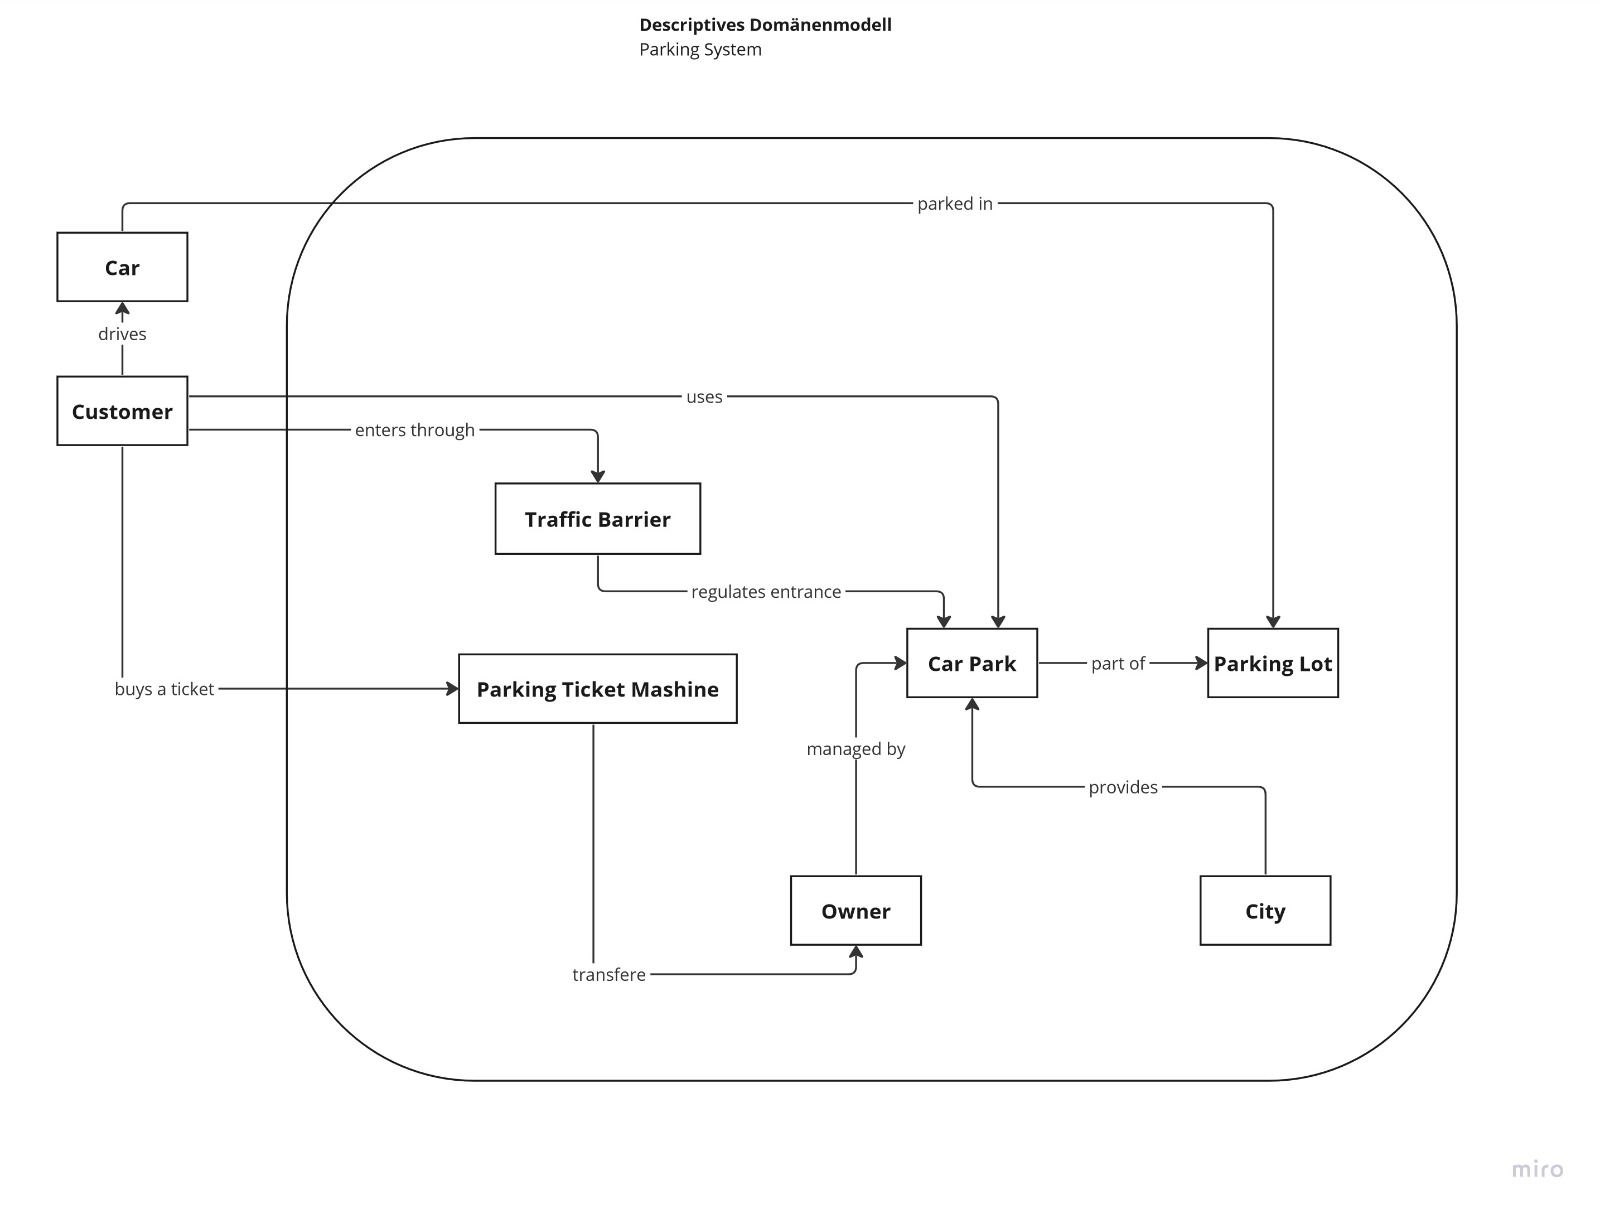 Descriptives Domänenmodell
Parking System
parked in
Car
drives
Customer
uses
enters through
Traffic Barrier
regulates entrance
Car Park
part of
Parking Lot
buys a ticket
Parking Ticket Mashine
managed by
provides
Owner
City
transfere
miro